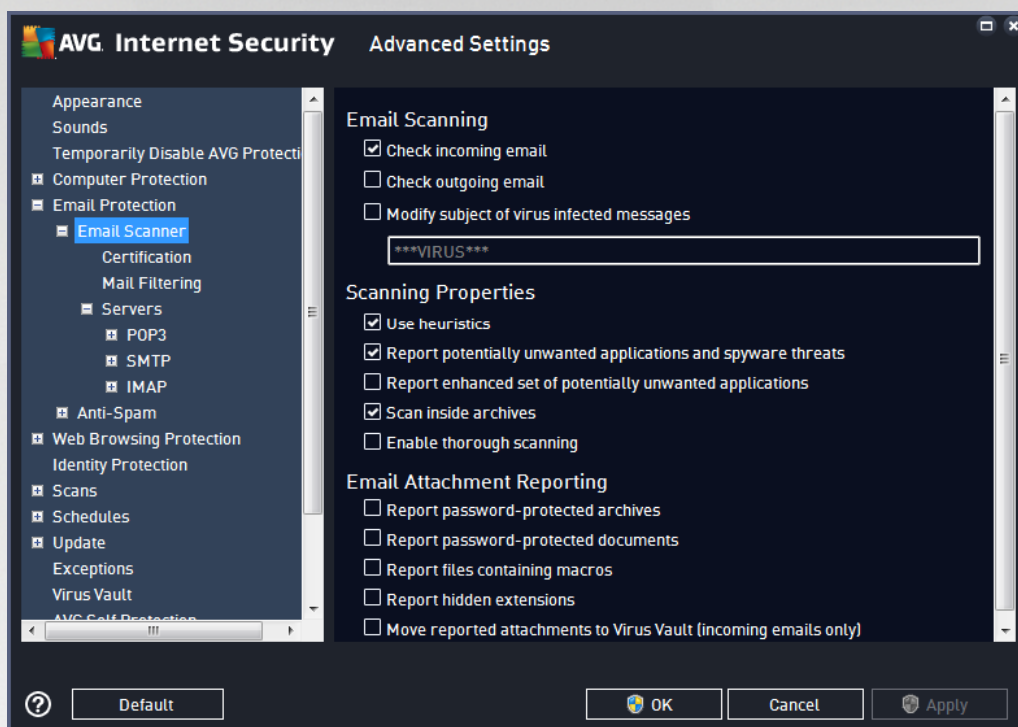 AVG. Internet Security Advanced Settings
Appearance
Sounds
Temporarily Disable AVG Protecti
Computer Protection
Email Protection
Email Scanner
Certification
Mail Filtering
Servers
POP3
SMTP
IMAP
Anti-Spam
Web Browsing Protection
Identity Protection
Scans
Schedules
Update
Exceptions
Virus Vault
AVG Self Protection
Email Scanning
Check incoming email
Check outgoing email
Modify subject of virus infected messages
***VIRUS***
Scanning Properties
Use heuristics
Report potentially unwanted applications and spyware threats
Report enhanced set of potentially unwanted applications
Scan inside archives
Enable thorough scanning
Email Attachment Reporting
Report password-protected archives
Report password-protected documents
Report files containing macros
Report hidden extensions
Move reported attachments to Virus Vault (incoming emails only)
? Default OK Cancel Apply